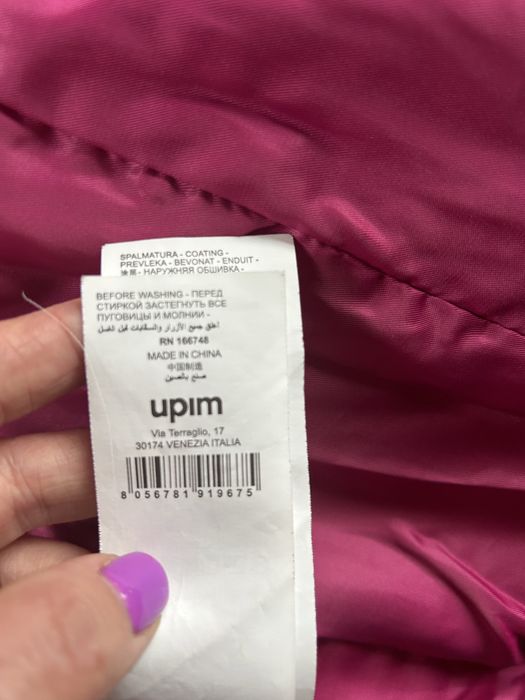 SPALMATURA - COATING -
PREVLEKA - BEVONAT - ENDUIT -
涂层 - НАРУЖНЯЯ ОБШИВКА -
BEFORE WASHING - ПЕРЕД
СТИРКОЙ ЗАСТЕГНУТЬ ВСЕ
ПУГОВИЦЫ И МОЛНИИ -
اغلق جميع الأزرار والسحابات قبل الغسل
RN 166748
MADE IN CHINA
中国制造
صنع بالصين
upim
Via Terraglio, 17
30174 VENEZIA ITALIA
8 056781 919675